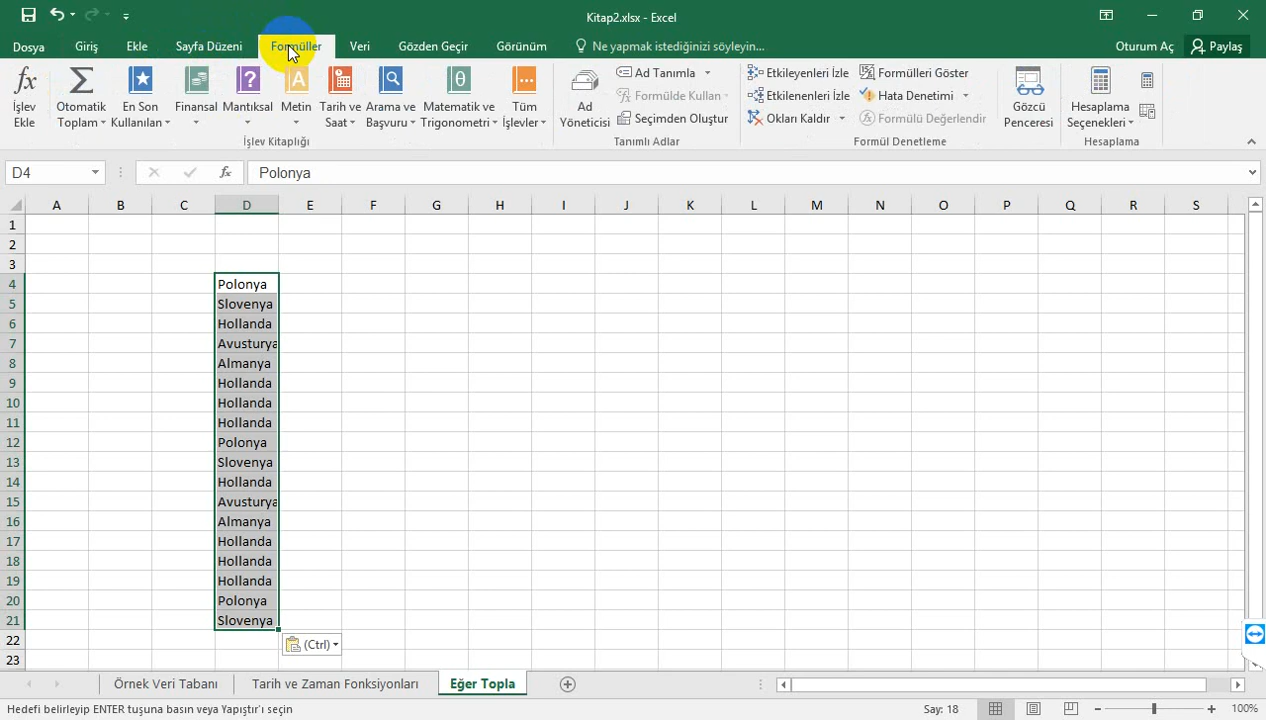 Kitap2.xlsx - Excel
Dosya Giriş Ekle Sayfa Düzeni Formüller Veri Gözden Geçir Görünüm Ne yapmak istediğinizi söyleyin... Oturum Aç Paylaş
İşlev Ekle
Otomatik Toplam
En Son Kullanılan
Finansal
Mantıksal
Metin
Tarih ve Saat
Arama ve Başvuru
Matematik ve Trigonometri
Tüm İşlevler
İşlev Kitaplığı
Ad Yöneticisi
Ad Tanımla
Formülde Kullan
Seçimden Oluştur
Tanımlı Adlar
Etkileyenleri İzle
Etkilenenleri İzle
Okları Kaldır
Formülleri Göster
Hata Denetimi
Formülü Değerlendir
Formül Denetleme
Gözcü Penceresi
Hesaplama Seçenekleri
Hesaplama
D4 fx Polonya
A B C D E F G H I J K L M N O P Q R S
1
2
3
4 Polonya
5 Slovenya
6 Hollanda
7 Avusturya
8 Almanya
9 Hollanda
10 Hollanda
11 Hollanda
12 Polonya
13 Slovenya
14 Hollanda
15 Avusturya
16 Almanya
17 Hollanda
18 Hollanda
19 Hollanda
20 Polonya
21 Slovenya
22
(Ctrl)
23
Örnek Veri Tabanı Tarih ve Zaman Fonksiyonları Eğer Topla
Hedefi belirleyip ENTER tuşuna basın veya Yapıştır'ı seçin Say: 18 100%